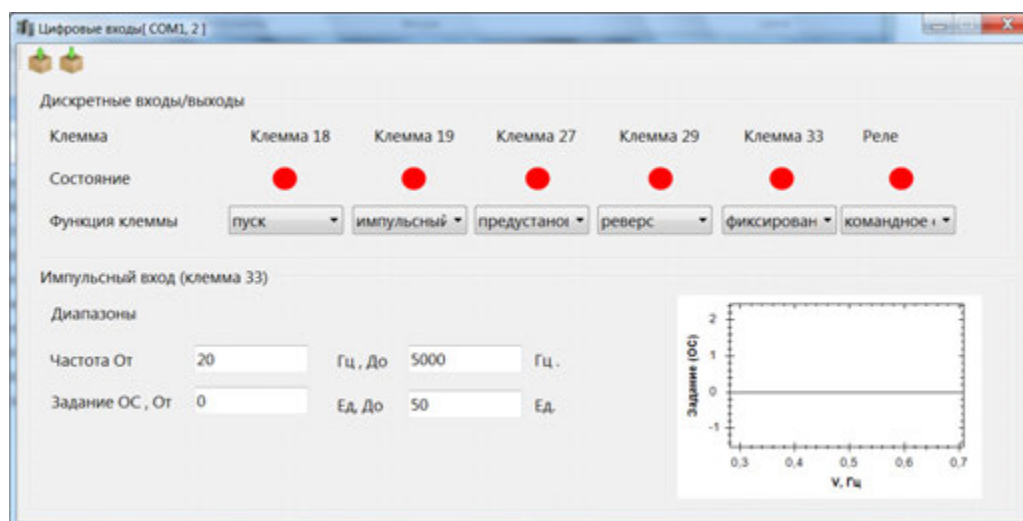 Цифровые входы[ COM1, 2 ]
Дискретные входы/выходы
Клемма Клемма 18 Клемма 19 Клемма 27 Клемма 29 Клемма 33 Реле
Состояние
Функция клеммы пуск импульсный предустанов реверс фиксирован командное
Импульсный вход (клемма 33)
Диапазоны
Частота От 20 Гц , До 5000 Гц .
Задание ОС , От 0 Ед, До 50 Ед.
Задание (ОС)
2
1
0
-1
0,3 0,4 0,5 0,6 0,7
V, Гц